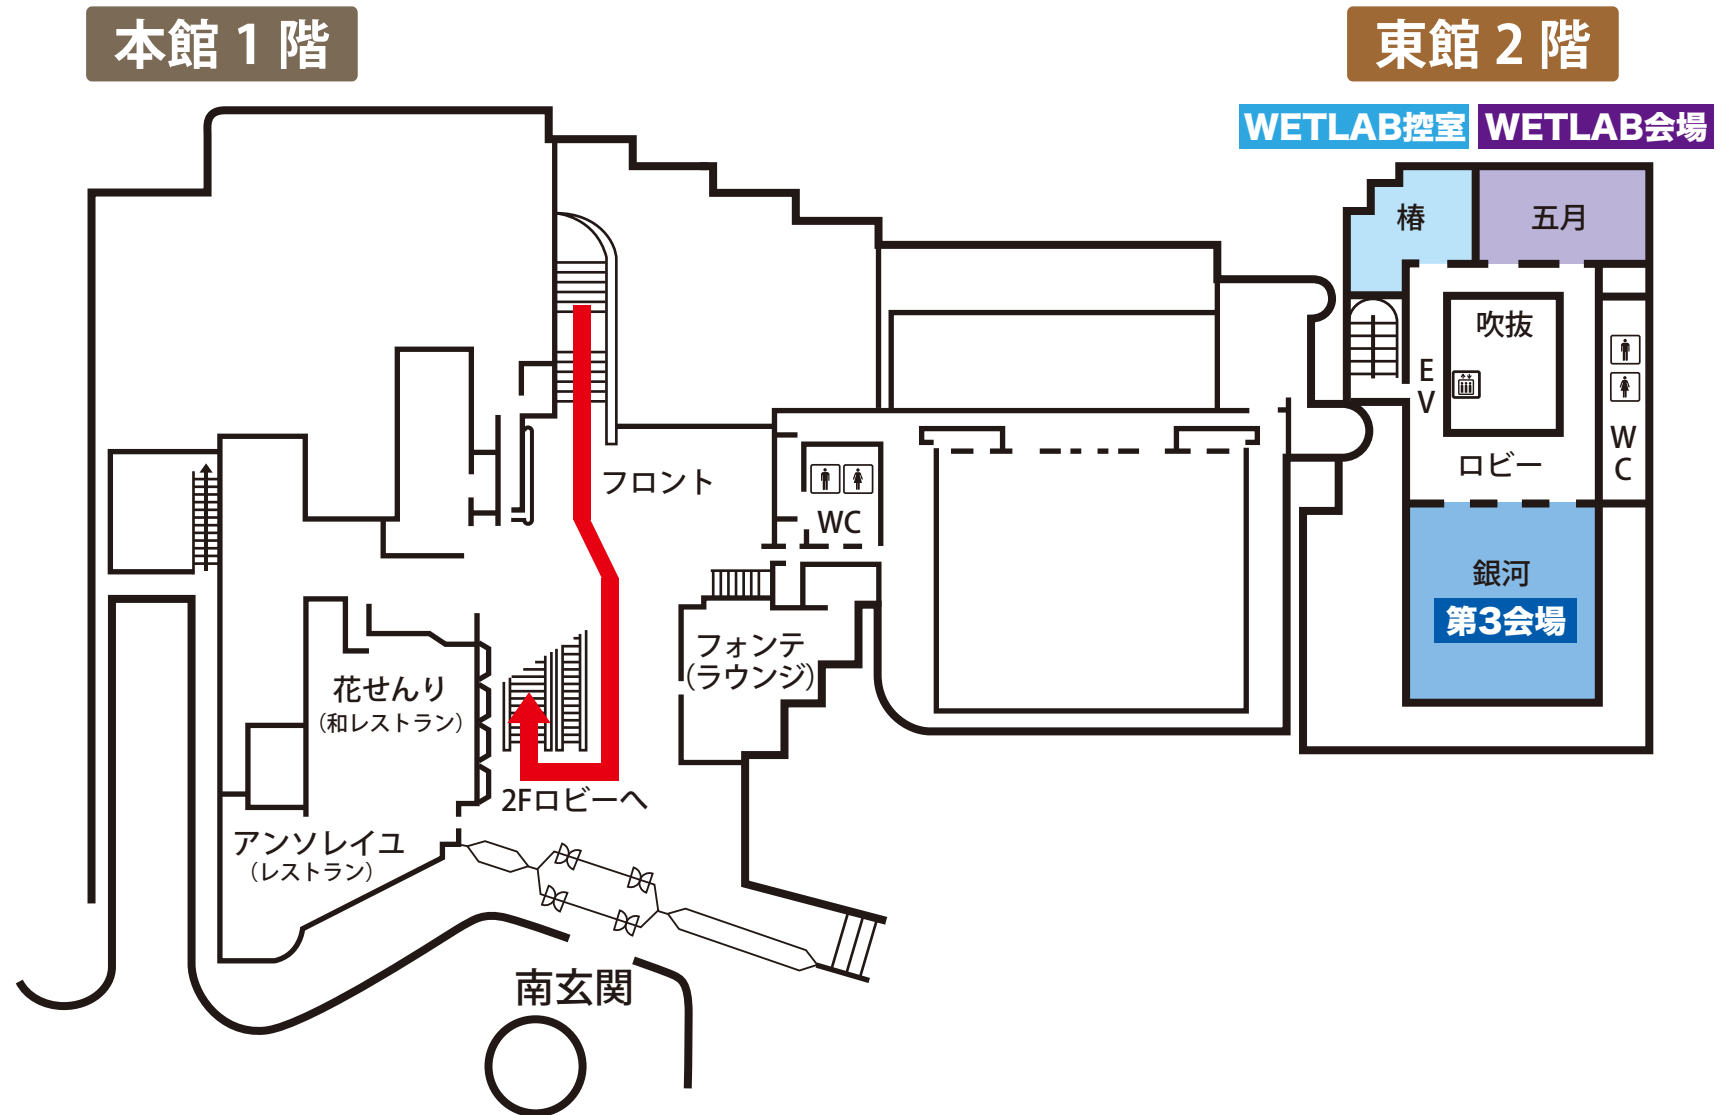 本館 1 階
東館 2 階
WETLAB控室
WETLAB会場
椿
五月
吹抜
EV
WC
ロビー
銀河
第3会場
フロント
WC
フォンテ
(ラウンジ)
花せんり
(和レストラン)
2Fロビーへ
アンソレイユ
(レストラン)
南玄関